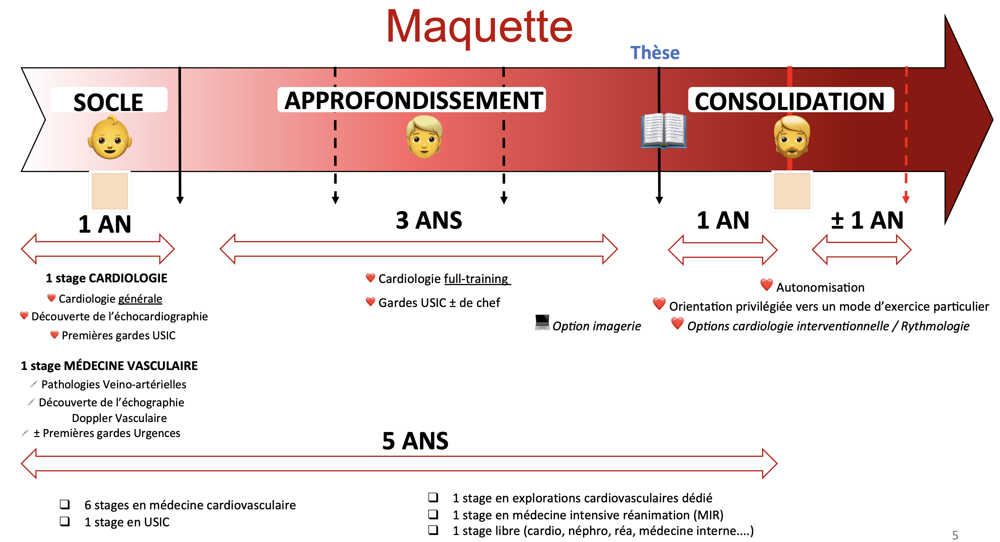 Maquette
Thèse
SOCLE
APPROFONDISSEMENT
CONSOLIDATION
1 AN
3 ANS
1 AN
± 1 AN
1 stage CARDIOLOGIE
Cardiologie générale
Découverte de l’échocardiographie
Premières gardes USIC
1 stage MÉDECINE VASCULAIRE
Pathologies Veino-artérielles
Découverte de l’échographie
Doppler Vasculaire
± Premières gardes Urgences
Cardiologie full-training
Gardes USIC ± de chef
Option imagerie
Autonomisation
Orientation privilégiée vers un mode d’exercice particulier
Options cardiologie interventionnelle / Rythmologie
5 ANS
6 stages en médecine cardiovasculaire
1 stage en USIC
1 stage en explorations cardiovasculaires dédié
1 stage en médecine intensive réanimation (MIR)
1 stage libre (cardio, néphro, réa, médecine interne....)
5